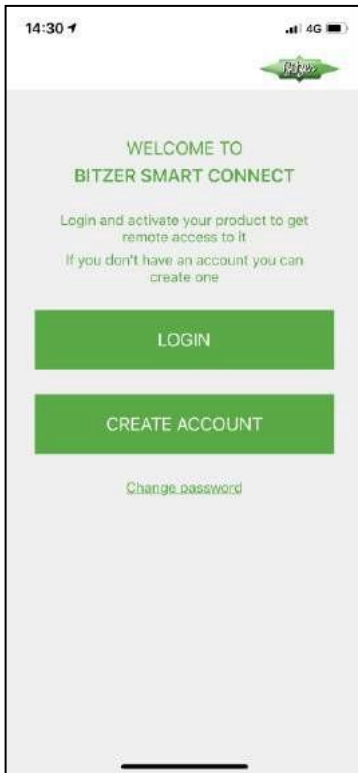 14:30
4G
Bitzer
WELCOME TO
BITZER SMART CONNECT
Login and activate your product to get
remote access to it
If you don't have an account you can
create one
LOGIN
CREATE ACCOUNT
Change password